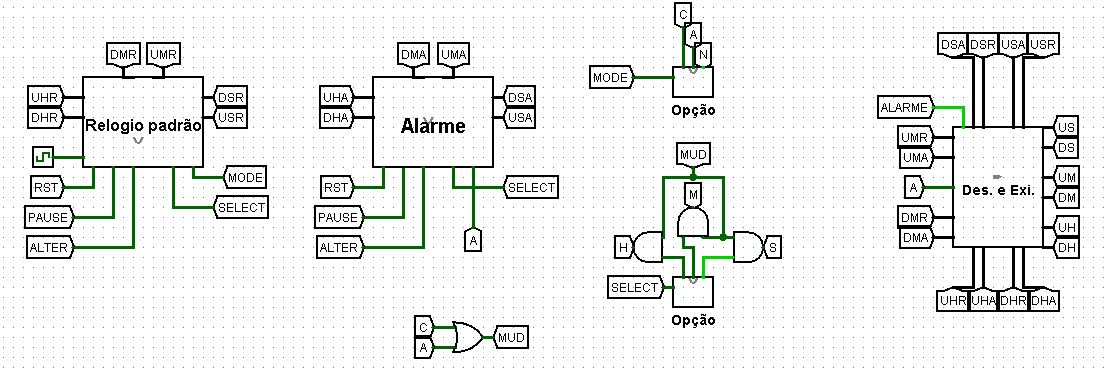 DMR UMR
UHR
DHR
Relogio padrão
DSR
USR
RST
PAUSE
ALTER
MODE
SELECT
DMA UMA
UHA
DHA
Alarme
DSA
USA
RST
PAUSE
ALTER
SELECT
A
C
A
MUD
C
A
N
MODE
Opção
MUD
M
H
S
SELECT
Opção
DSA DSR USA USR
ALARME
UMR
UMA
A
DMR
DMA
Des. e Exi.
US
DS
UM
DM
UH
DH
UHR UHA DHR DHA